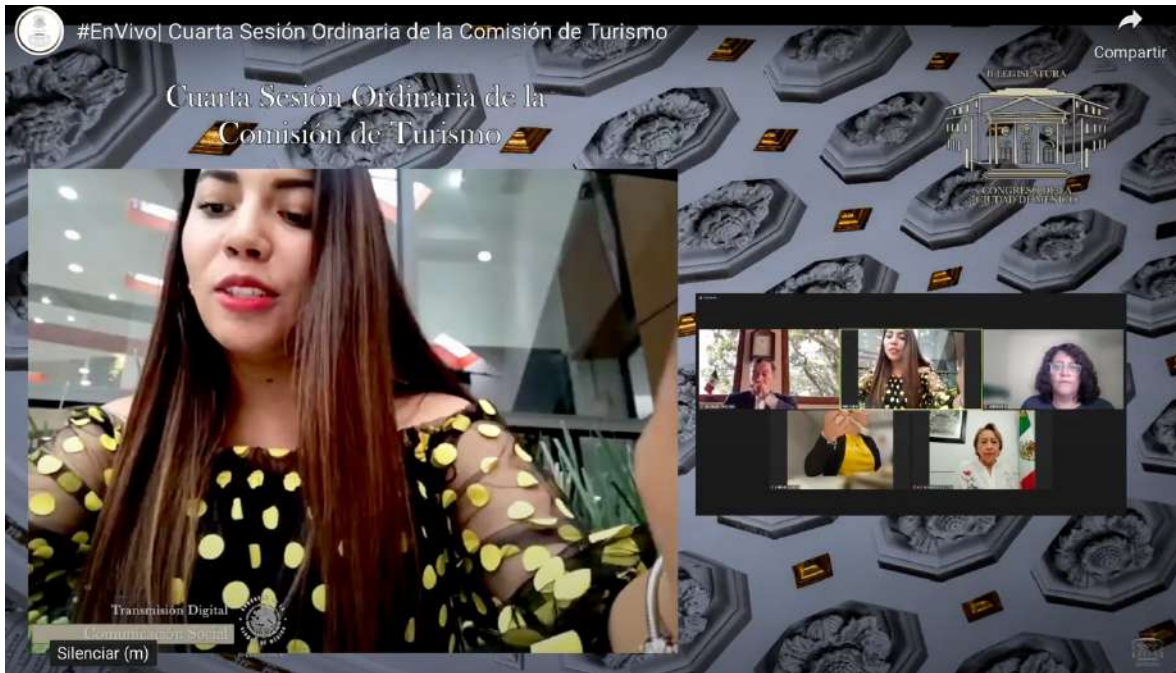 #EnVivo| Cuarta Sesión Ordinaria de la Comisión de Turismo
Compartir
Cuarta Sesión Ordinaria de la
Comisión de Turismo
II LEGISLATURA
CONGRESO DE LA
CIUDAD DE MÉXICO
Transmisión Digital
Comunicación Social
Silenciar (m)